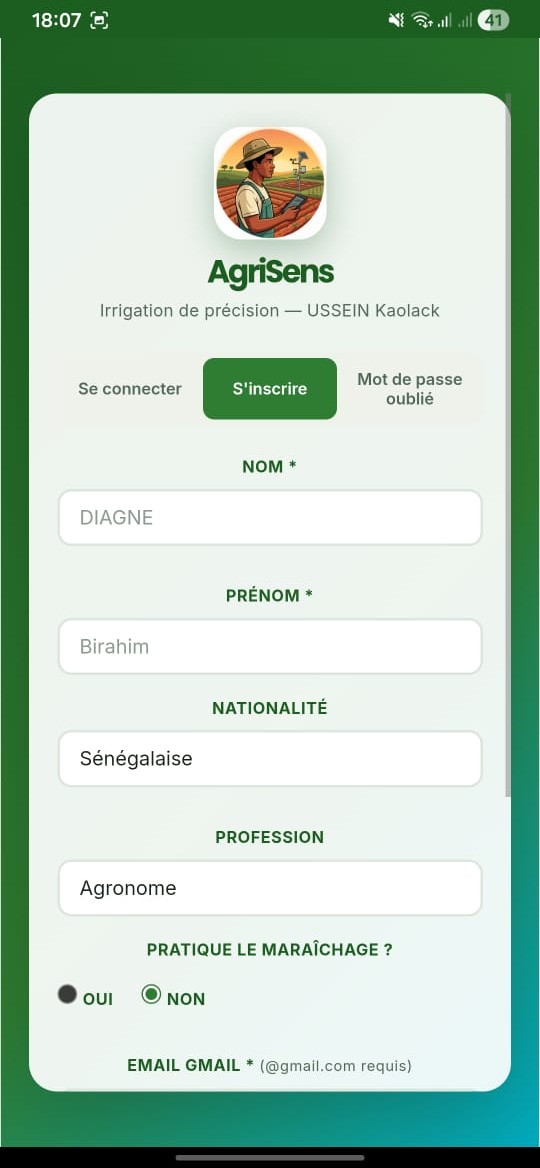 18:07
41
AgriSens
Irrigation de précision — USSEIN Kaolack
Se connecter
S'inscrire
Mot de passe
oublié
NOM *
DIAGNE
PRÉNOM *
Birahim
NATIONALITÉ
Sénégalaise
PROFESSION
Agronome
PRATIQUE LE MARAÎCHAGE ?
OUI NON
EMAIL GMAIL * (@gmail.com requis)